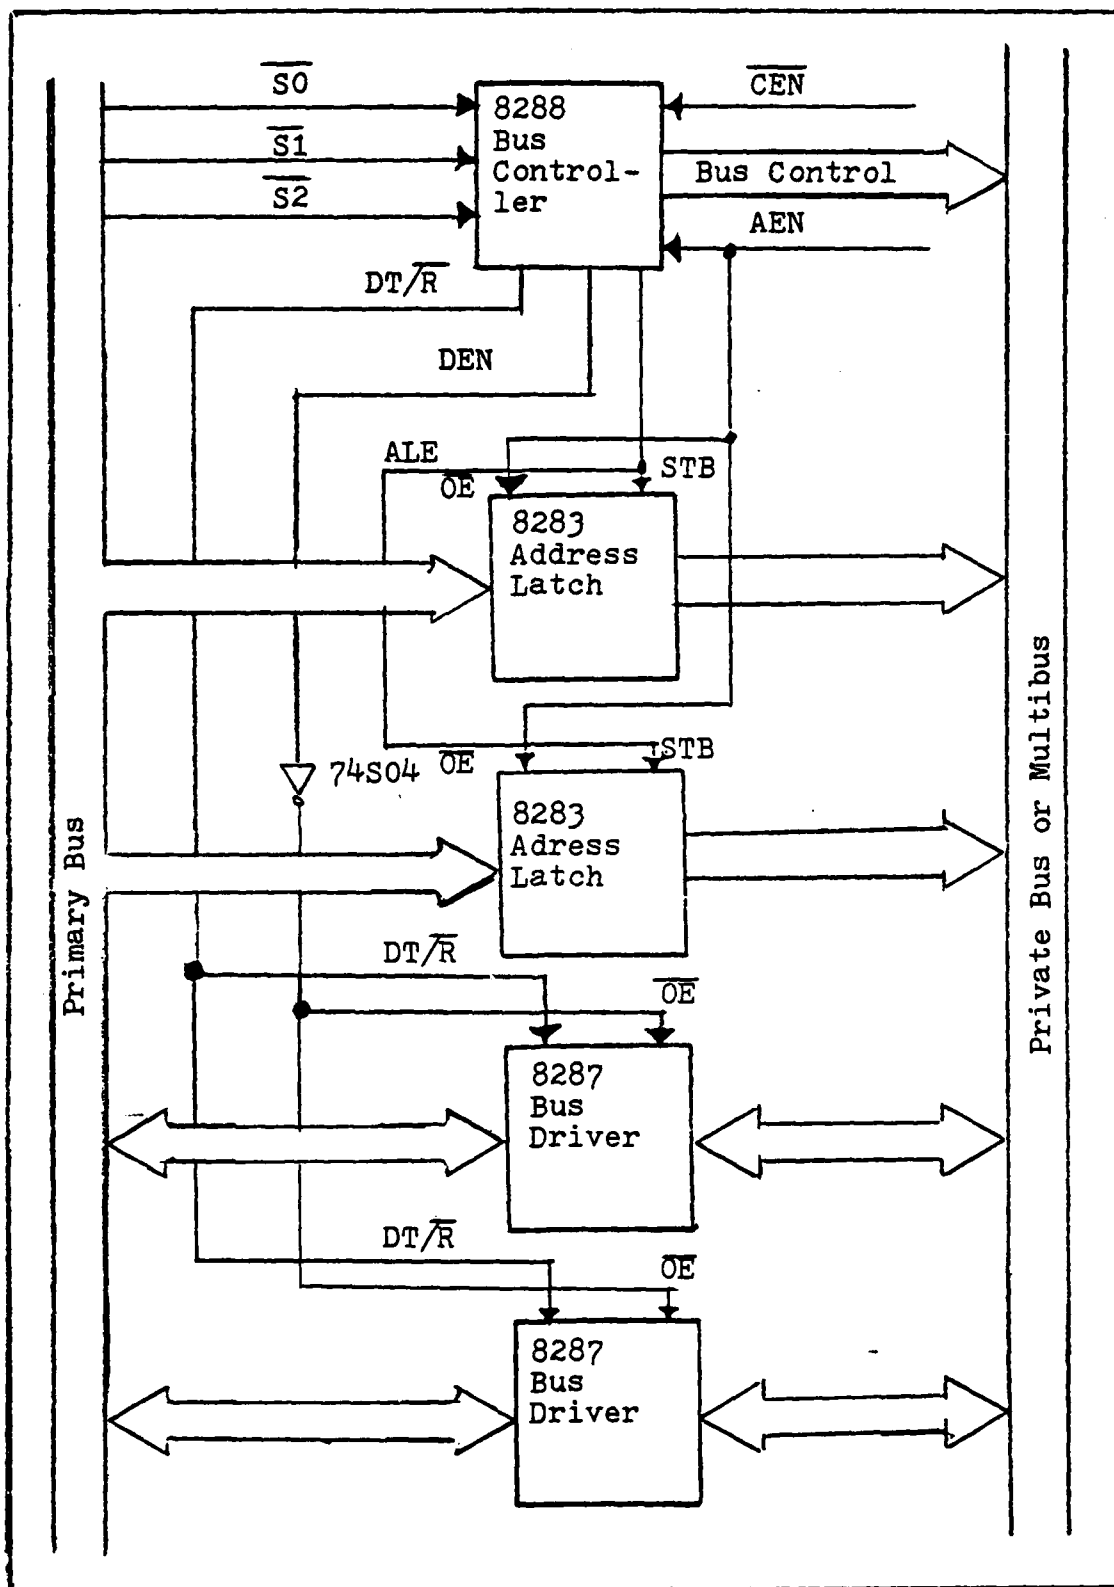 S0
CEN
8288
Bus
Control-
ler
S1
Bus Control
S2
AEN
DT/R
DEN
ALE
OE
STB
8283
Address
Latch
74S04
OE
STB
8283
Adress
Latch
Primary Bus
Private Bus or Multibus
DT/R
OE
8287
Bus
Driver
DT/R
OE
8287
Bus
Driver